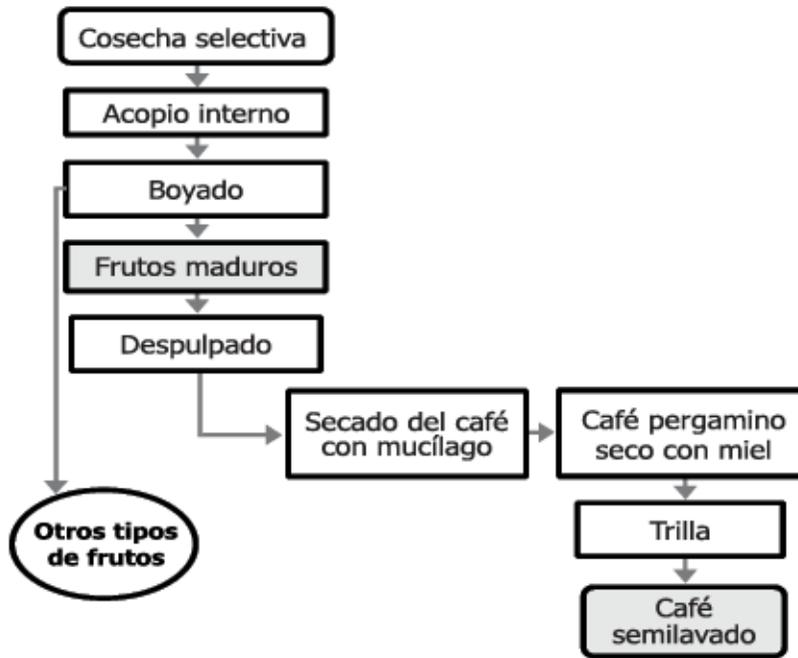 Cosecha selectiva
Acopio interno
Boyado
Frutos maduros
Despulpado
Secado del café
con mucílago
Café pergamino
seco con miel
Otros tipos
de frutos
Trilla
Café
semilavado